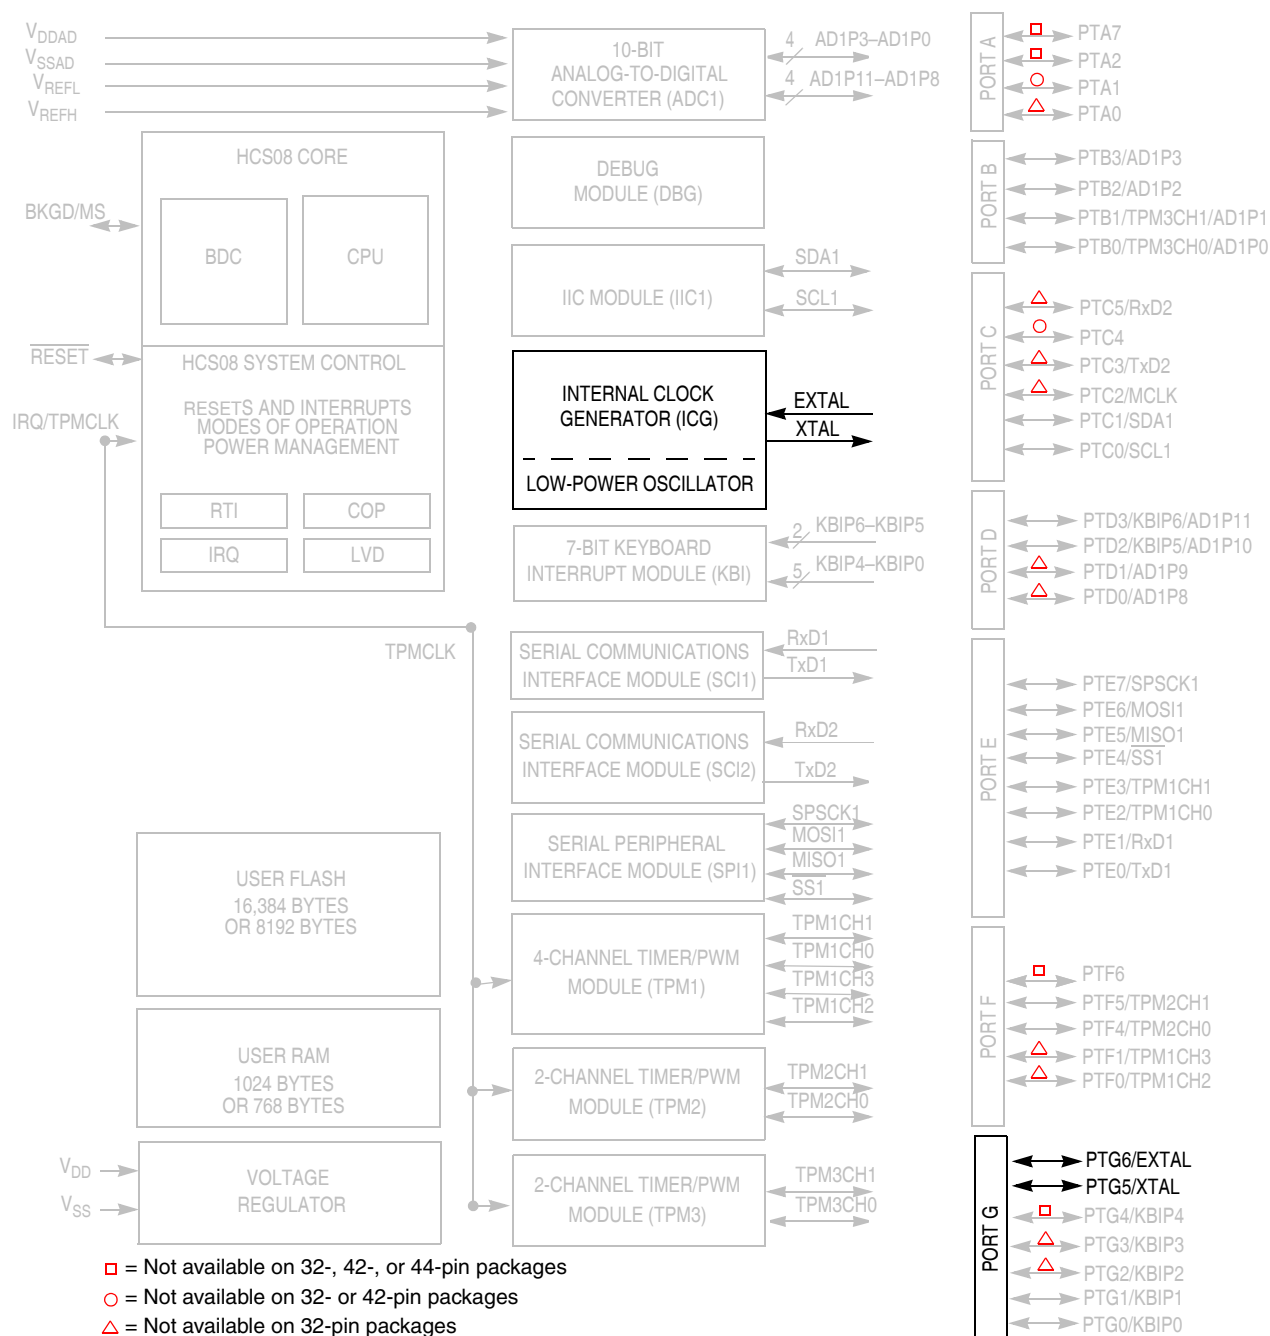 VDDAD
VSSAD
VREFL
VREFH
10-BIT
ANALOG-TO-DIGITAL
CONVERTER (ADC1)
4 AD1P3–AD1P0
4 AD1P11–AD1P8
HCS08 CORE
BDC
CPU
BKGD/MS
RESET
IRQ/TPMCLK
HCS08 SYSTEM CONTROL
RESETS AND INTERRUPTS
MODES OF OPERATION
POWER MANAGEMENT
RTI
COP
IRQ
LVD
TPMCLK
DEBUG
MODULE (DBG)
IIC MODULE (IIC1)
SDA1
SCL1
INTERNAL CLOCK
GENERATOR (ICG)
LOW-POWER OSCILLATOR
EXTAL
XTAL
7-BIT KEYBOARD
INTERRUPT MODULE (KBI)
2 KBIP6–KBIP5
5 KBIP4–KBIP0
SERIAL COMMUNICATIONS
INTERFACE MODULE (SCI1)
RxD1
TxD1
SERIAL COMMUNICATIONS
INTERFACE MODULE (SCI2)
RxD2
TxD2
SERIAL PERIPHERAL
INTERFACE MODULE (SPI1)
SPSCK1
MOSI1
MISO1
SS1
USER FLASH
16,384 BYTES
OR 8192 BYTES
4-CHANNEL TIMER/PWM
MODULE (TPM1)
TPM1CH1
TPM1CH0
TPM1CH3
TPM1CH2
USER RAM
1024 BYTES
OR 768 BYTES
2-CHANNEL TIMER/PWM
MODULE (TPM2)
TPM2CH1
TPM2CH0
VDD
VSS
VOLTAGE
REGULATOR
2-CHANNEL TIMER/PWM
MODULE (TPM3)
TPM3CH1
TPM3CH0
PORT A
PTA7
PTA2
PTA1
PTA0
PORT B
PTB3/AD1P3
PTB2/AD1P2
PTB1/TPM3CH1/AD1P1
PTB0/TPM3CH0/AD1P0
PORT C
PTC5/RxD2
PTC4
PTC3/TxD2
PTC2/MCLK
PTC1/SDA1
PTC0/SCL1
PORT D
PTD3/KBIP6/AD1P11
PTD2/KBIP5/AD1P10
PTD1/AD1P9
PTD0/AD1P8
PORT E
PTE7/SPSCK1
PTE6/MOSI1
PTE5/MISO1
PTE4/SS1
PTE3/TPM1CH1
PTE2/TPM1CH0
PTE1/RxD1
PTE0/TxD1
PORT F
PTF6
PTF5/TPM2CH1
PTF4/TPM2CH0
PTF1/TPM1CH3
PTF0/TPM1CH2
PORT G
PTG6/EXTAL
PTG5/XTAL
PTG4/KBIP4
PTG3/KBIP3
PTG2/KBIP2
PTG1/KBIP1
PTG0/KBIP0
= Not available on 32-, 42-, or 44-pin packages
= Not available on 32- or 42-pin packages
= Not available on 32-pin packages